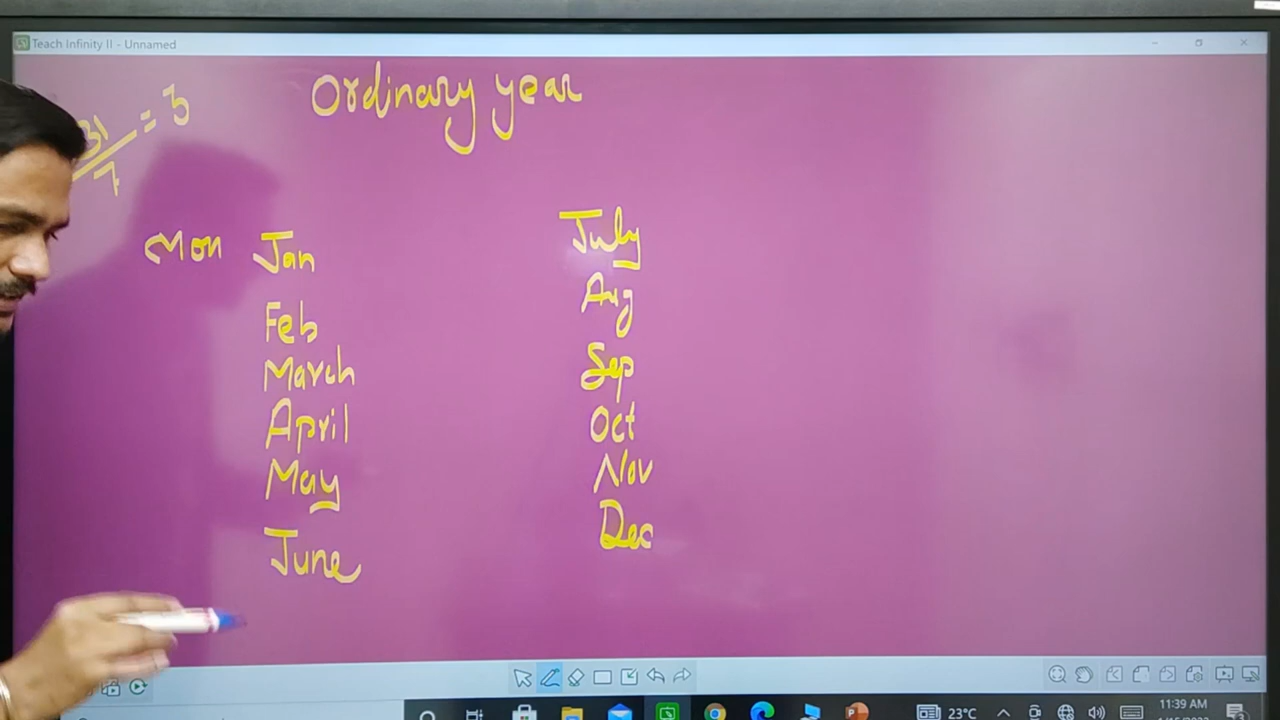 Teach Infinity II - Unnamed
Ordinary year
31/7 = 3
Mon Jan
Feb
March
April
May
June
July
Aug
Sep
Oct
Nov
Dec
23°C
11:39 AM